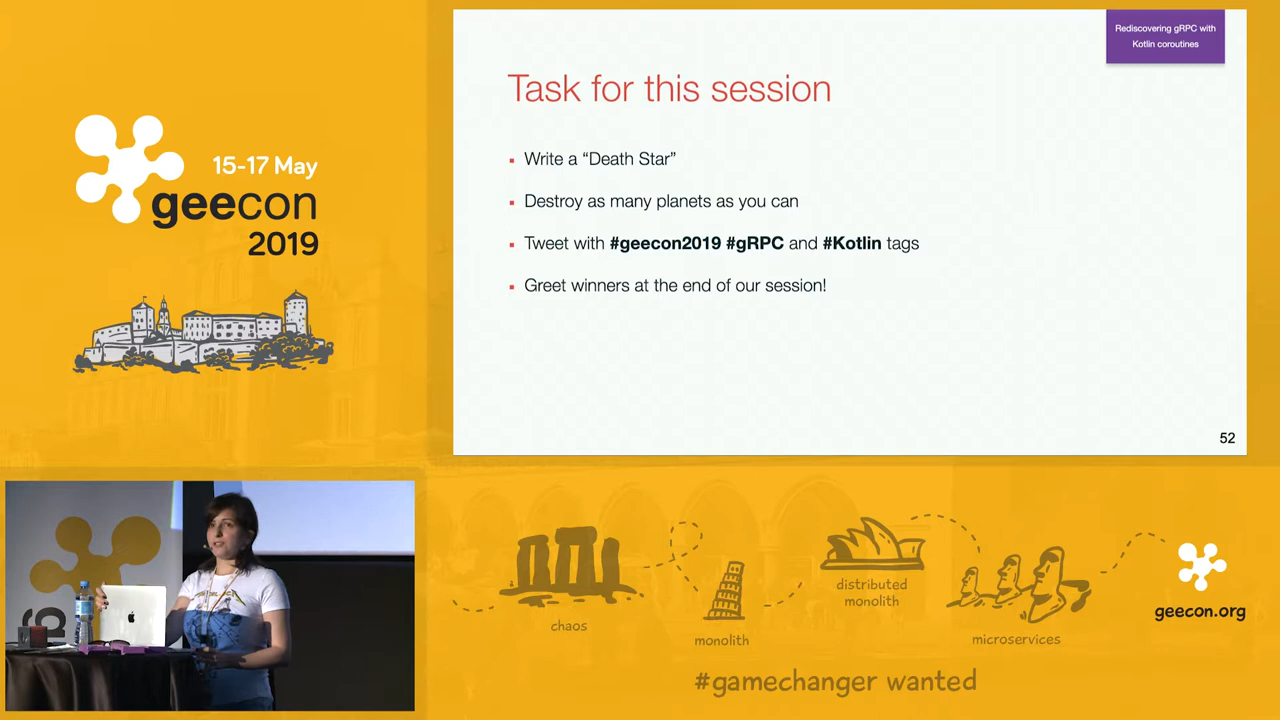 15-17 May
geecon
2019
Rediscovering gRPC with
Kotlin coroutines
Task for this session
Write a “Death Star”
Destroy as many planets as you can
Tweet with #geecon2019 #gRPC and #Kotlin tags
Greet winners at the end of our session!
52
chaos
monolith
distributed
monolith
microservices
geecon.org
#gamechanger wanted